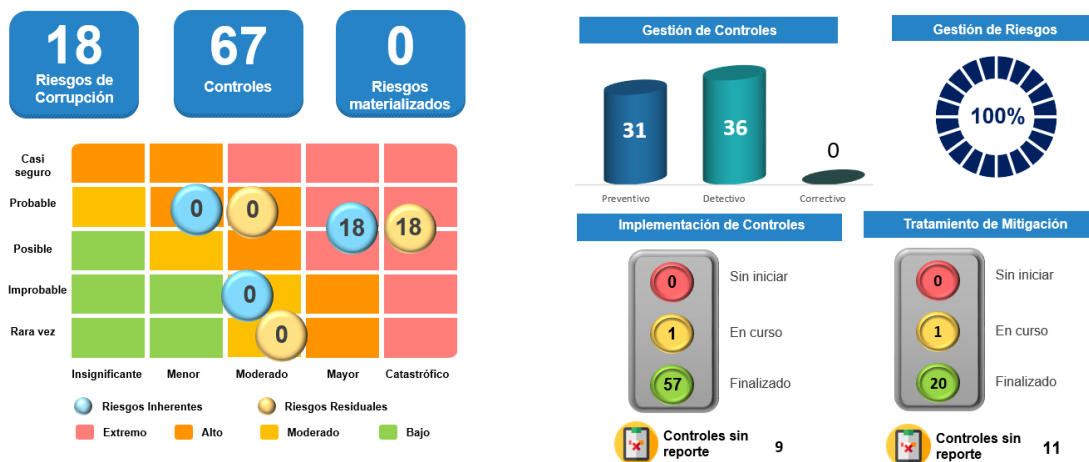 18
Riesgos de
Corrupción
67
Controles
0
Riesgos
materializados
Casi
seguro
Probable
Posible
Improbable
Rara vez
0
0
18
18
0
0
Insignificante
Menor
Moderado
Mayor
Catastrófico
Riesgos Inherentes
Riesgos Residuales
Extremo
Alto
Moderado
Bajo
Gestión de Controles
31
36
0
Preventivo
Detectivo
Correctivo
Gestión de Riesgos
100%
Implementación de Controles
0
Sin iniciar
1
En curso
57
Finalizado
Controles sin
reporte
9
Tratamiento de Mitigación
0
Sin iniciar
1
En curso
20
Finalizado
Controles sin
reporte
11